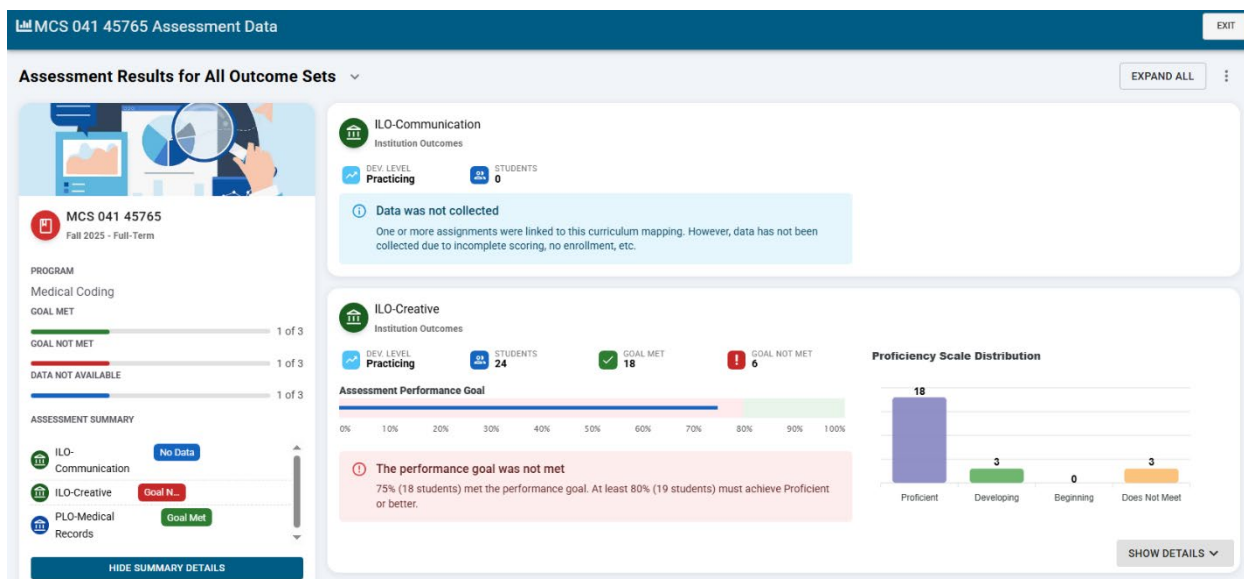 MCS 041 45765 Assessment Data
EXIT
Assessment Results for All Outcome Sets
EXPAND ALL
MCS 041 45765
Fall 2025 - Full-Term
PROGRAM
Medical Coding
GOAL MET
1 of 3
GOAL NOT MET
1 of 3
DATA NOT AVAILABLE
1 of 3
ASSESSMENT SUMMARY
ILO-
Communication
No Data
ILO-Creative
Goal N...
PLO-Medical
Records
Goal Met
HIDE SUMMARY DETAILS
ILO-Communication
Institution Outcomes
DEV. LEVEL
Practicing
STUDENTS
0
Data was not collected
One or more assignments were linked to this curriculum mapping. However, data has not been
collected due to incomplete scoring, no enrollment, etc.
ILO-Creative
Institution Outcomes
DEV. LEVEL
Practicing
STUDENTS
24
GOAL MET
18
GOAL NOT MET
6
Assessment Performance Goal
0% 10% 20% 30% 40% 50% 60% 70% 80% 90% 100%
The performance goal was not met
75% (18 students) met the performance goal. At least 80% (19 students) must achieve Proficient
or better.
Proficiency Scale Distribution
18
3
0
3
Proficient Developing Beginning Does Not Meet
SHOW DETAILS